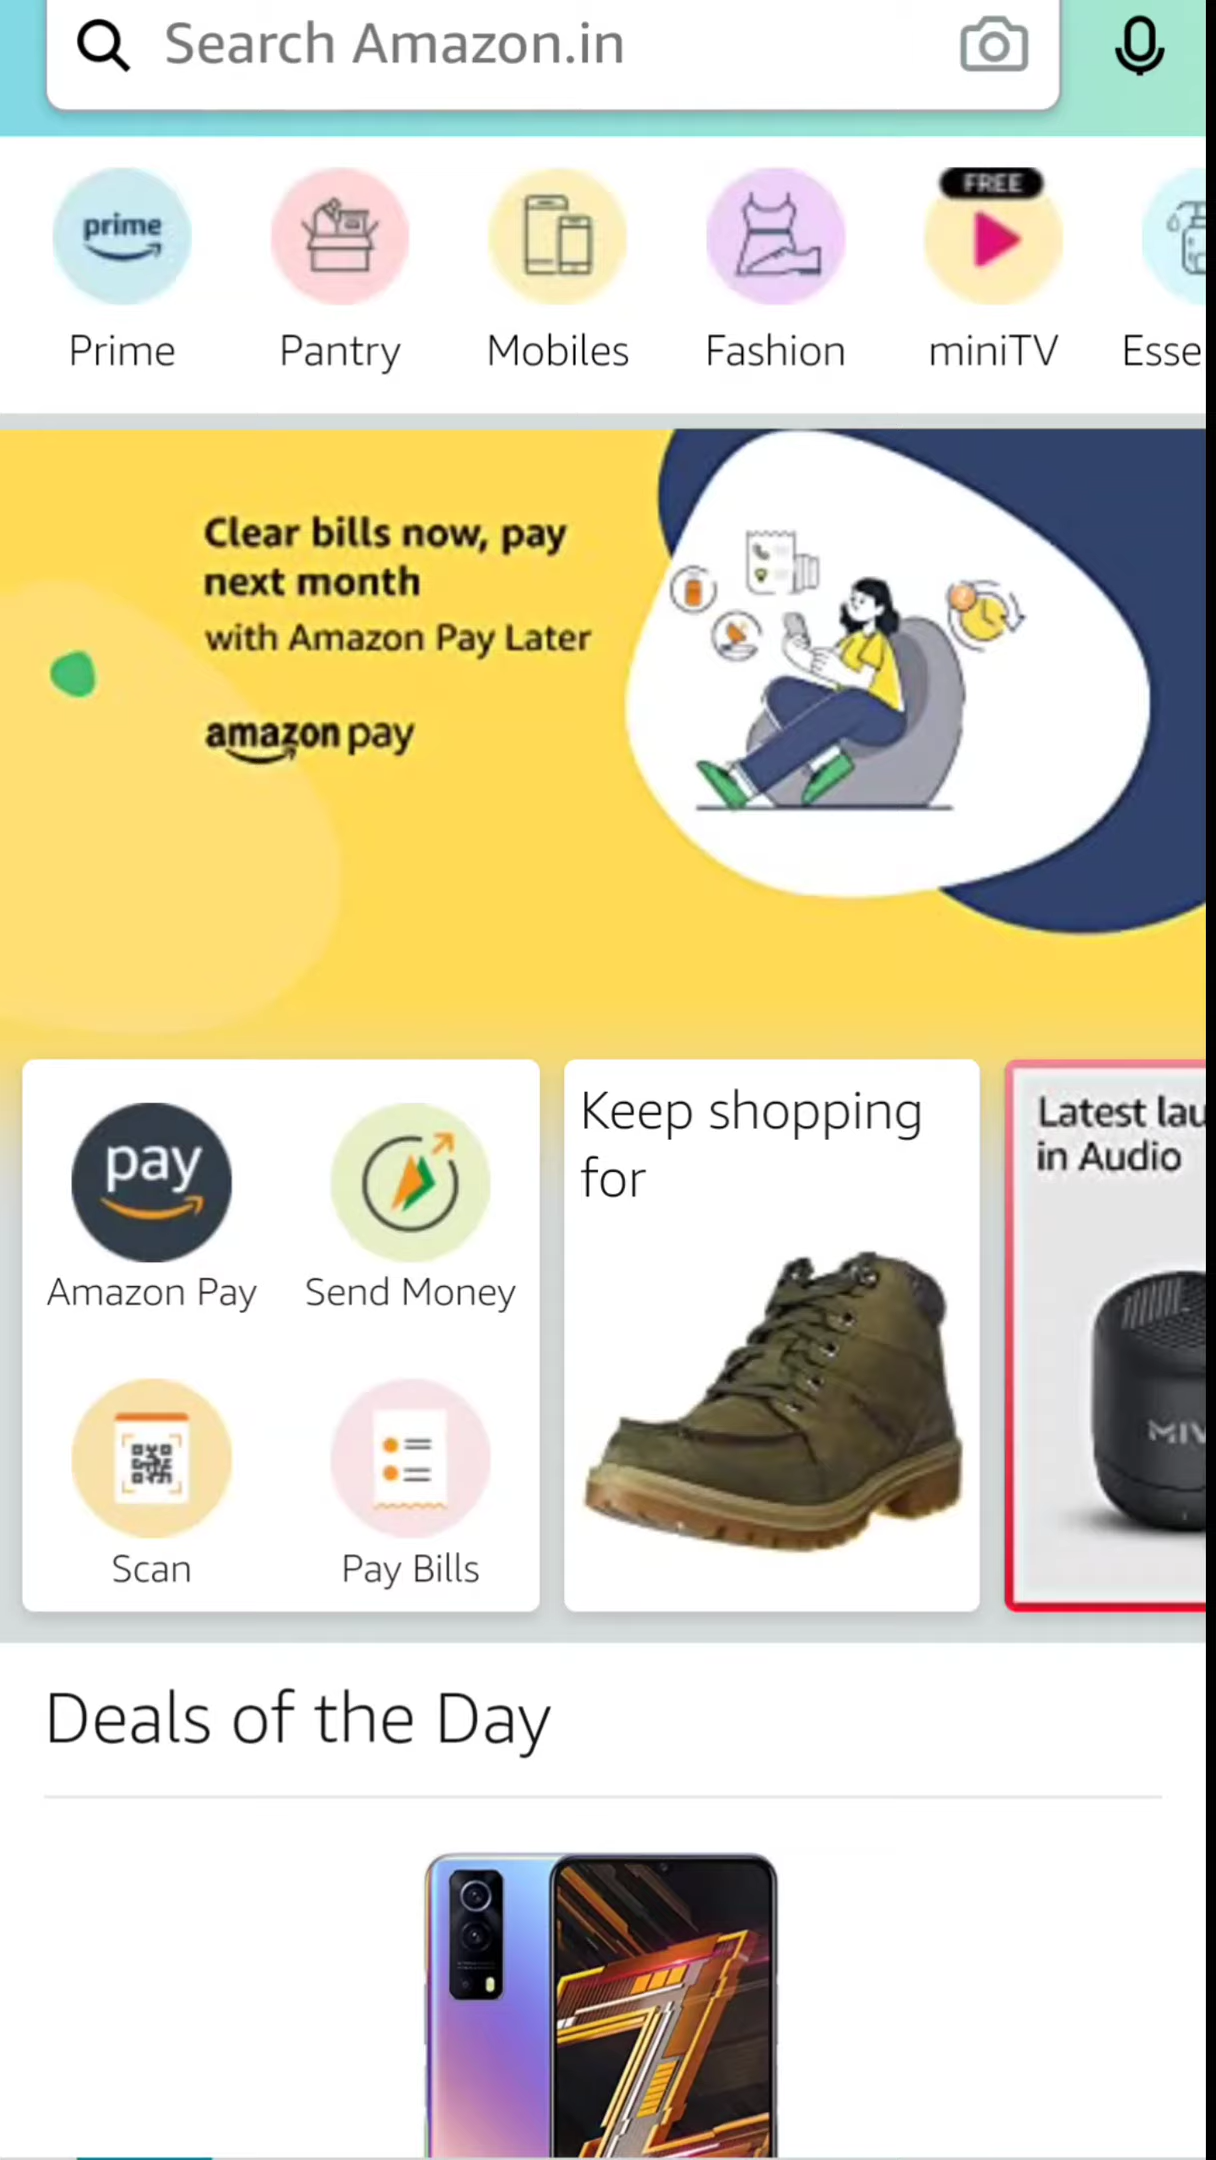 Search Amazon.in
prime
FREE
Prime
Pantry
Mobiles
Fashion
miniTV
Esse
Clear bills now, pay
next month
with Amazon Pay Later
amazon pay
pay
Amazon Pay
Send Money
Scan
Pay Bills
Keep shopping
for
Latest lau
in Audio
MIV
Deals of the Day